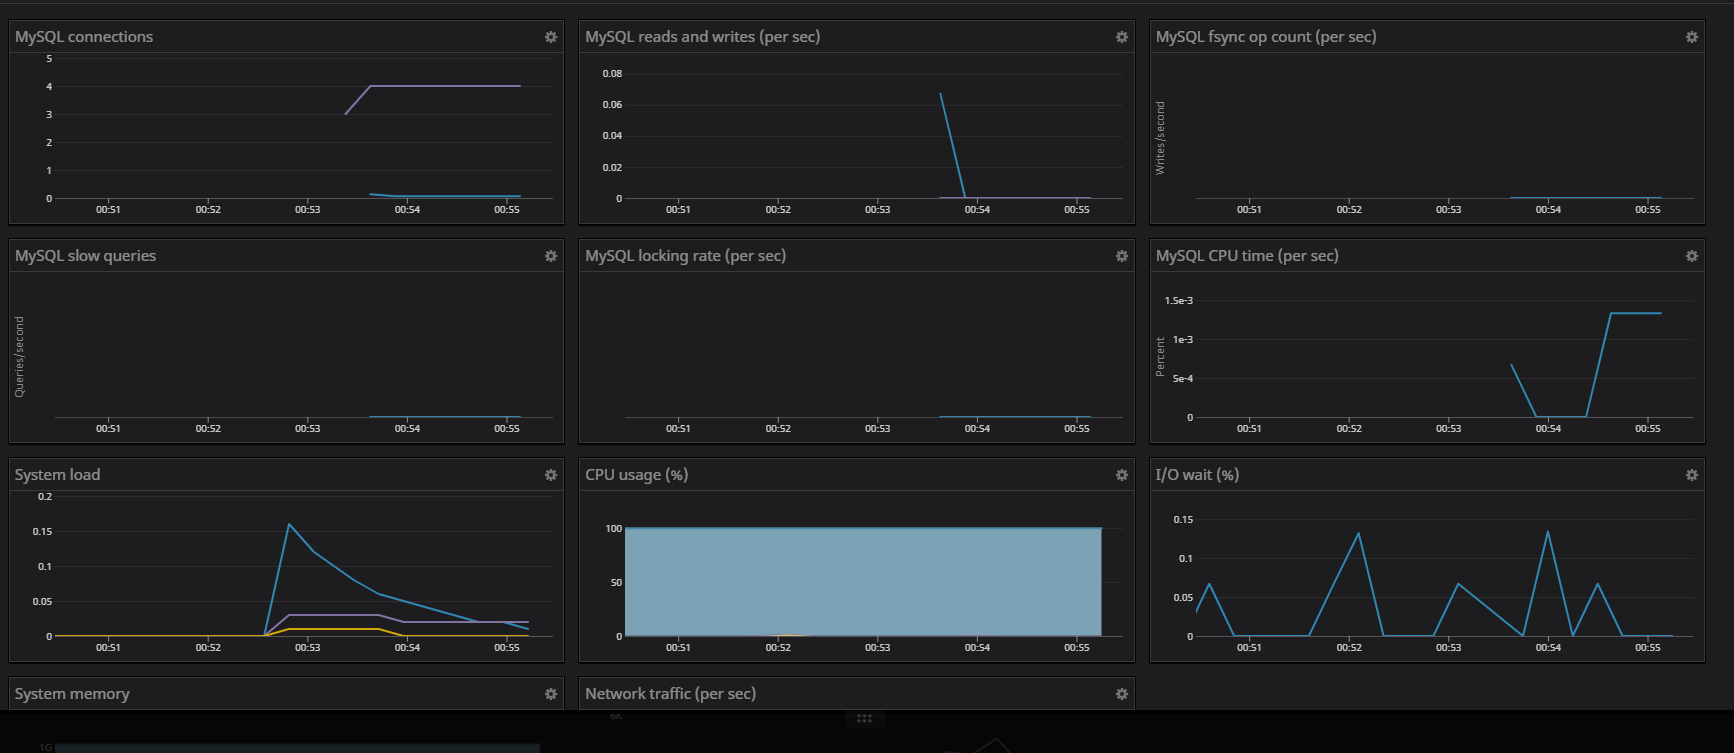 MySQL connections
5
4
3
2
1
0
00:51 00:52 00:53 00:54 00:55
MySQL reads and writes (per sec)
0.08
0.06
0.04
0.02
0
00:51 00:52 00:53 00:54 00:55
MySQL fsync op count (per sec)
Writes/second
00:51 00:52 00:53 00:54 00:55
MySQL slow queries
Queries/second
00:51 00:52 00:53 00:54 00:55
MySQL locking rate (per sec)
00:51 00:52 00:53 00:54 00:55
MySQL CPU time (per sec)
Percent
1.5e-3
1e-3
5e-4
0
00:51 00:52 00:53 00:54 00:55
System load
0.2
0.15
0.1
0.05
0
00:51 00:52 00:53 00:54 00:55
CPU usage (%)
100
50
0
00:51 00:52 00:53 00:54 00:55
I/O wait (%)
0.15
0.1
0.05
0
00:51 00:52 00:53 00:54 00:55
System memory
1G
Network traffic (per sec)
6K